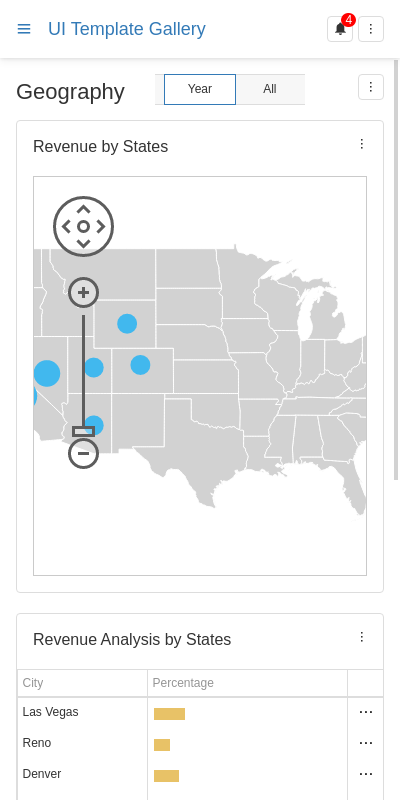 UI Template Gallery
4
Geography
Year
All
Revenue by States
Revenue Analysis by States
City
Percentage
Las Vegas
Reno
Denver